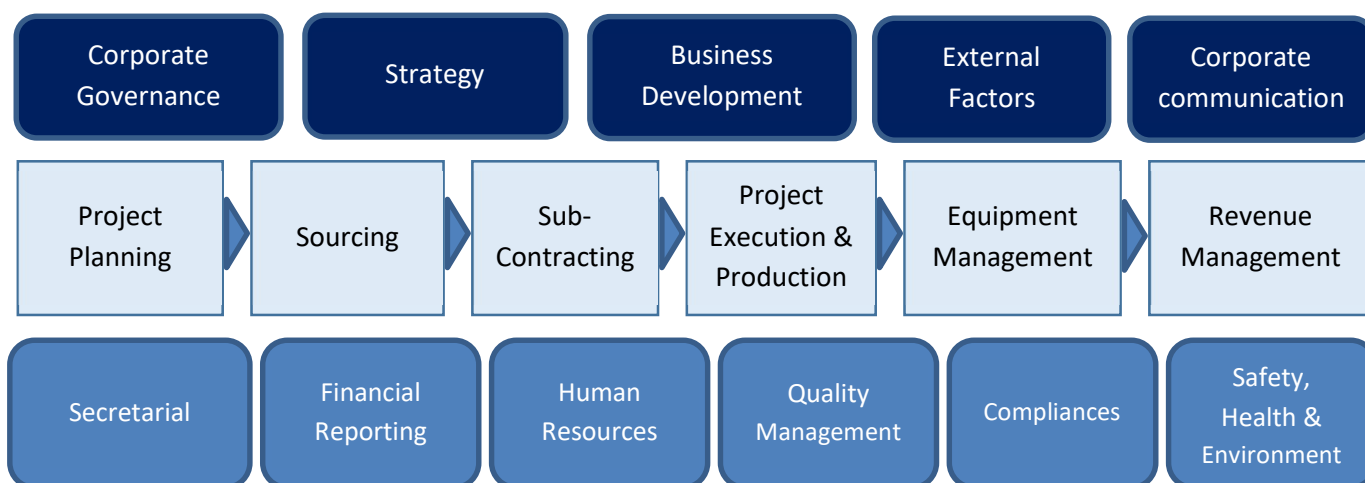 Corporate
Governance
Strategy
Business
Development
External
Factors
Corporate
communication
Project
Planning
Sourcing
Sub-
Contracting
Project
Execution &
Production
Equipment
Management
Revenue
Management
Secretarial
Financial
Reporting
Human
Resources
Quality
Management
Compliances
Safety,
Health &
Environment